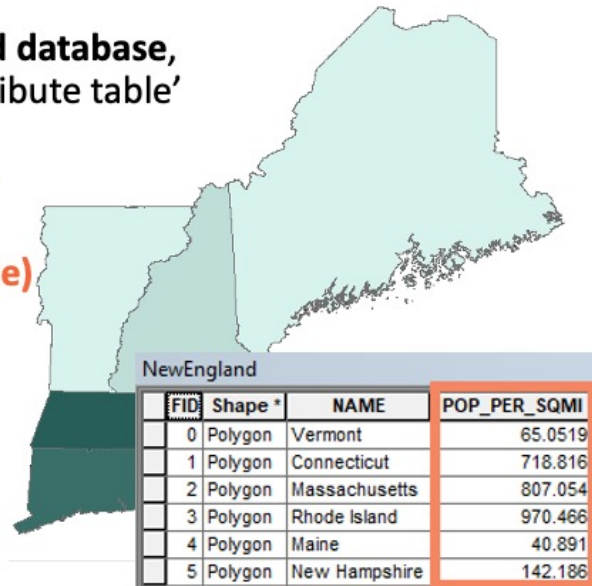 d database,
ribute table’
e)
NewEngland
FID Shape * NAME POP_PER_SQMI
0 Polygon Vermont 65.0519
1 Polygon Connecticut 718.816
2 Polygon Massachusetts 807.054
3 Polygon Rhode Island 970.466
4 Polygon Maine 40.891
5 Polygon New Hampshire 142.186